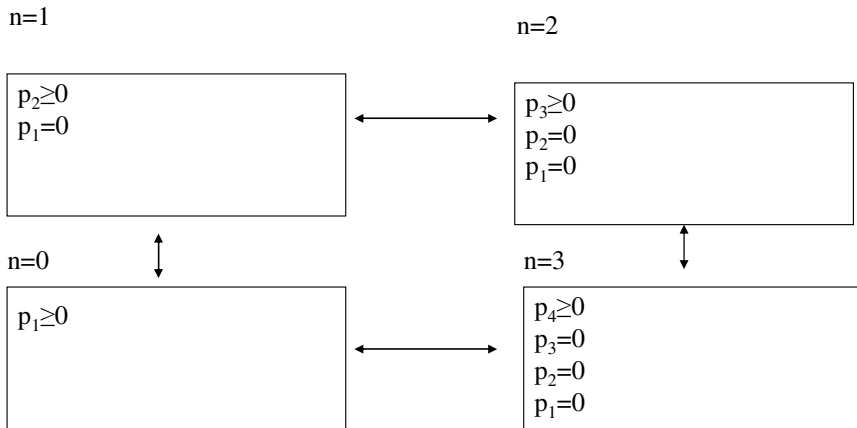 n=1
p₂≥0
p₁=0
n=2
p₃≥0
p₂=0
p₁=0
n=0
p₁≥0
n=3
p₄≥0
p₃=0
p₂=0
p₁=0